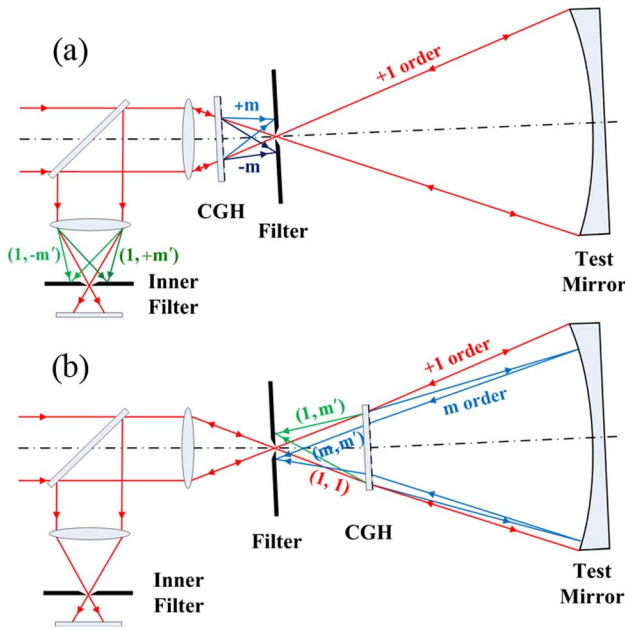 (a)
+1 order
+m
-m
CGH
Filter
(1, -m′)
(1, +m′)
Inner
Filter
Test
Mirror
(b)
+1 order
m order
(1, m′)
(m, m′)
(1, 1)
Filter
CGH
Inner
Filter
Test
Mirror